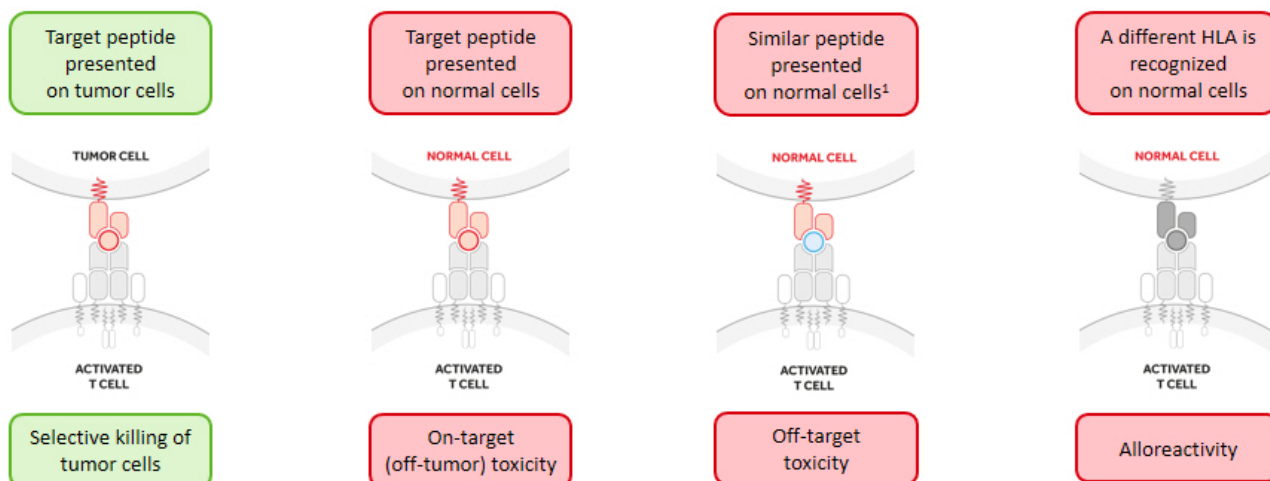 Target peptide
presented
on tumor cells
Target peptide
presented
on normal cells
Similar peptide
presented
on normal cells¹
A different HLA is
recognized
on normal cells
TUMOR CELL
NORMAL CELL
NORMAL CELL
NORMAL CELL
ACTIVATED
T CELL
ACTIVATED
T CELL
ACTIVATED
T CELL
ACTIVATED
T CELL
Selective killing of
tumor cells
On-target
(off-tumor) toxicity
Off-target
toxicity
Alloreactivity